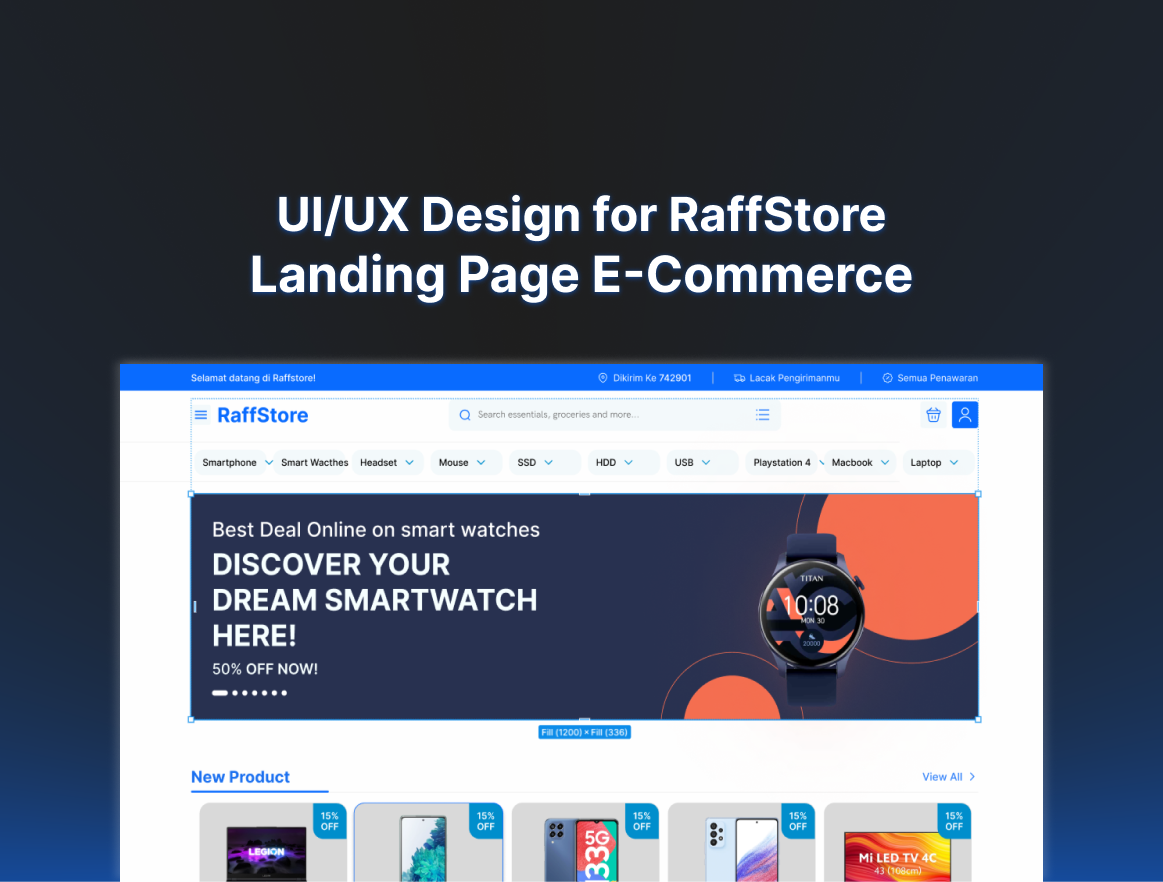 UI/UX Design for RaffStore
Landing Page E-Commerce
Selamat datang di Raffstore!
Dikirim Ke 742901
Lacak Pengirimanmu
Semua Penawaran
RaffStore
Search essentials, groceries and more...
Smartphone
Smart Wacthes
Headset
Mouse
SSD
HDD
USB
Playstation 4
Macbook
Laptop
Best Deal Online on smart watches
DISCOVER YOUR
DREAM SMARTWATCH
HERE!
50% OFF NOW!
TITAN
10:08
MON 30
20000
Fill (1200) × Fill (336)
New Product
View All
15%
OFF
LEGION
15%
OFF
15%
OFF
5G
M33
15%
OFF
15%
OFF
Mi LED TV 4C
43 (108cm)